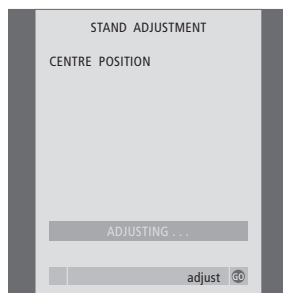 STAND ADJUSTMENT
CENTRE POSITION
ADJUSTING . . .
adjust GO